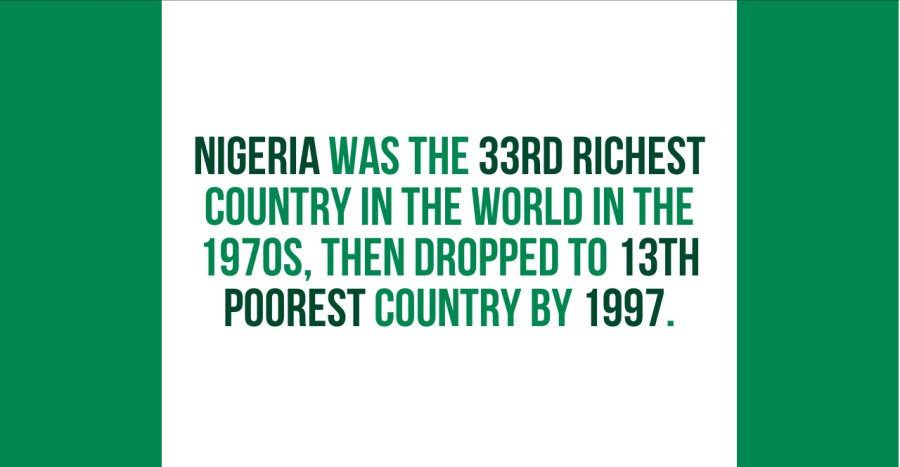 NIGERIA WAS THE 33RD RICHEST
COUNTRY IN THE WORLD IN THE
1970S, THEN DROPPED TO 13TH
POOREST COUNTRY BY 1997.